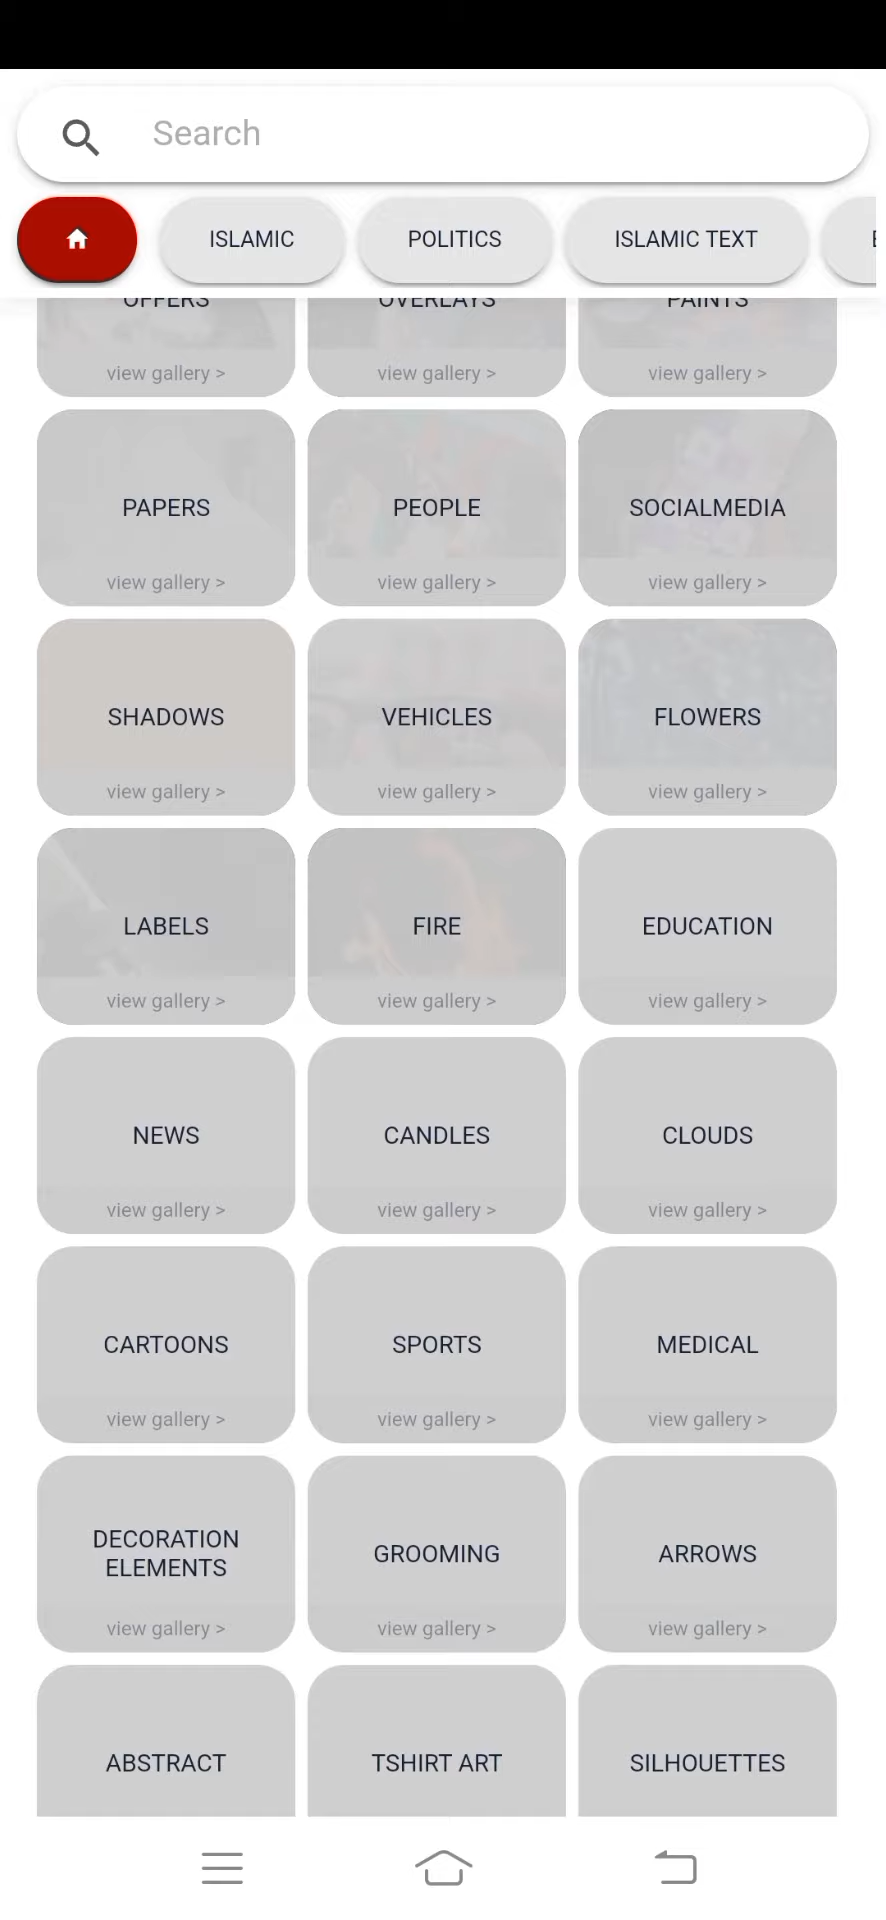 Search
ISLAMIC
POLITICS
ISLAMIC TEXT
OFFERS
OVERLAYS
PAINTS
view gallery >
view gallery >
view gallery >
PAPERS
PEOPLE
SOCIALMEDIA
view gallery >
view gallery >
view gallery >
SHADOWS
VEHICLES
FLOWERS
view gallery >
view gallery >
view gallery >
LABELS
FIRE
EDUCATION
view gallery >
view gallery >
view gallery >
NEWS
CANDLES
CLOUDS
view gallery >
view gallery >
view gallery >
CARTOONS
SPORTS
MEDICAL
view gallery >
view gallery >
view gallery >
DECORATION
ELEMENTS
GROOMING
ARROWS
view gallery >
view gallery >
view gallery >
ABSTRACT
TSHIRT ART
SILHOUETTES